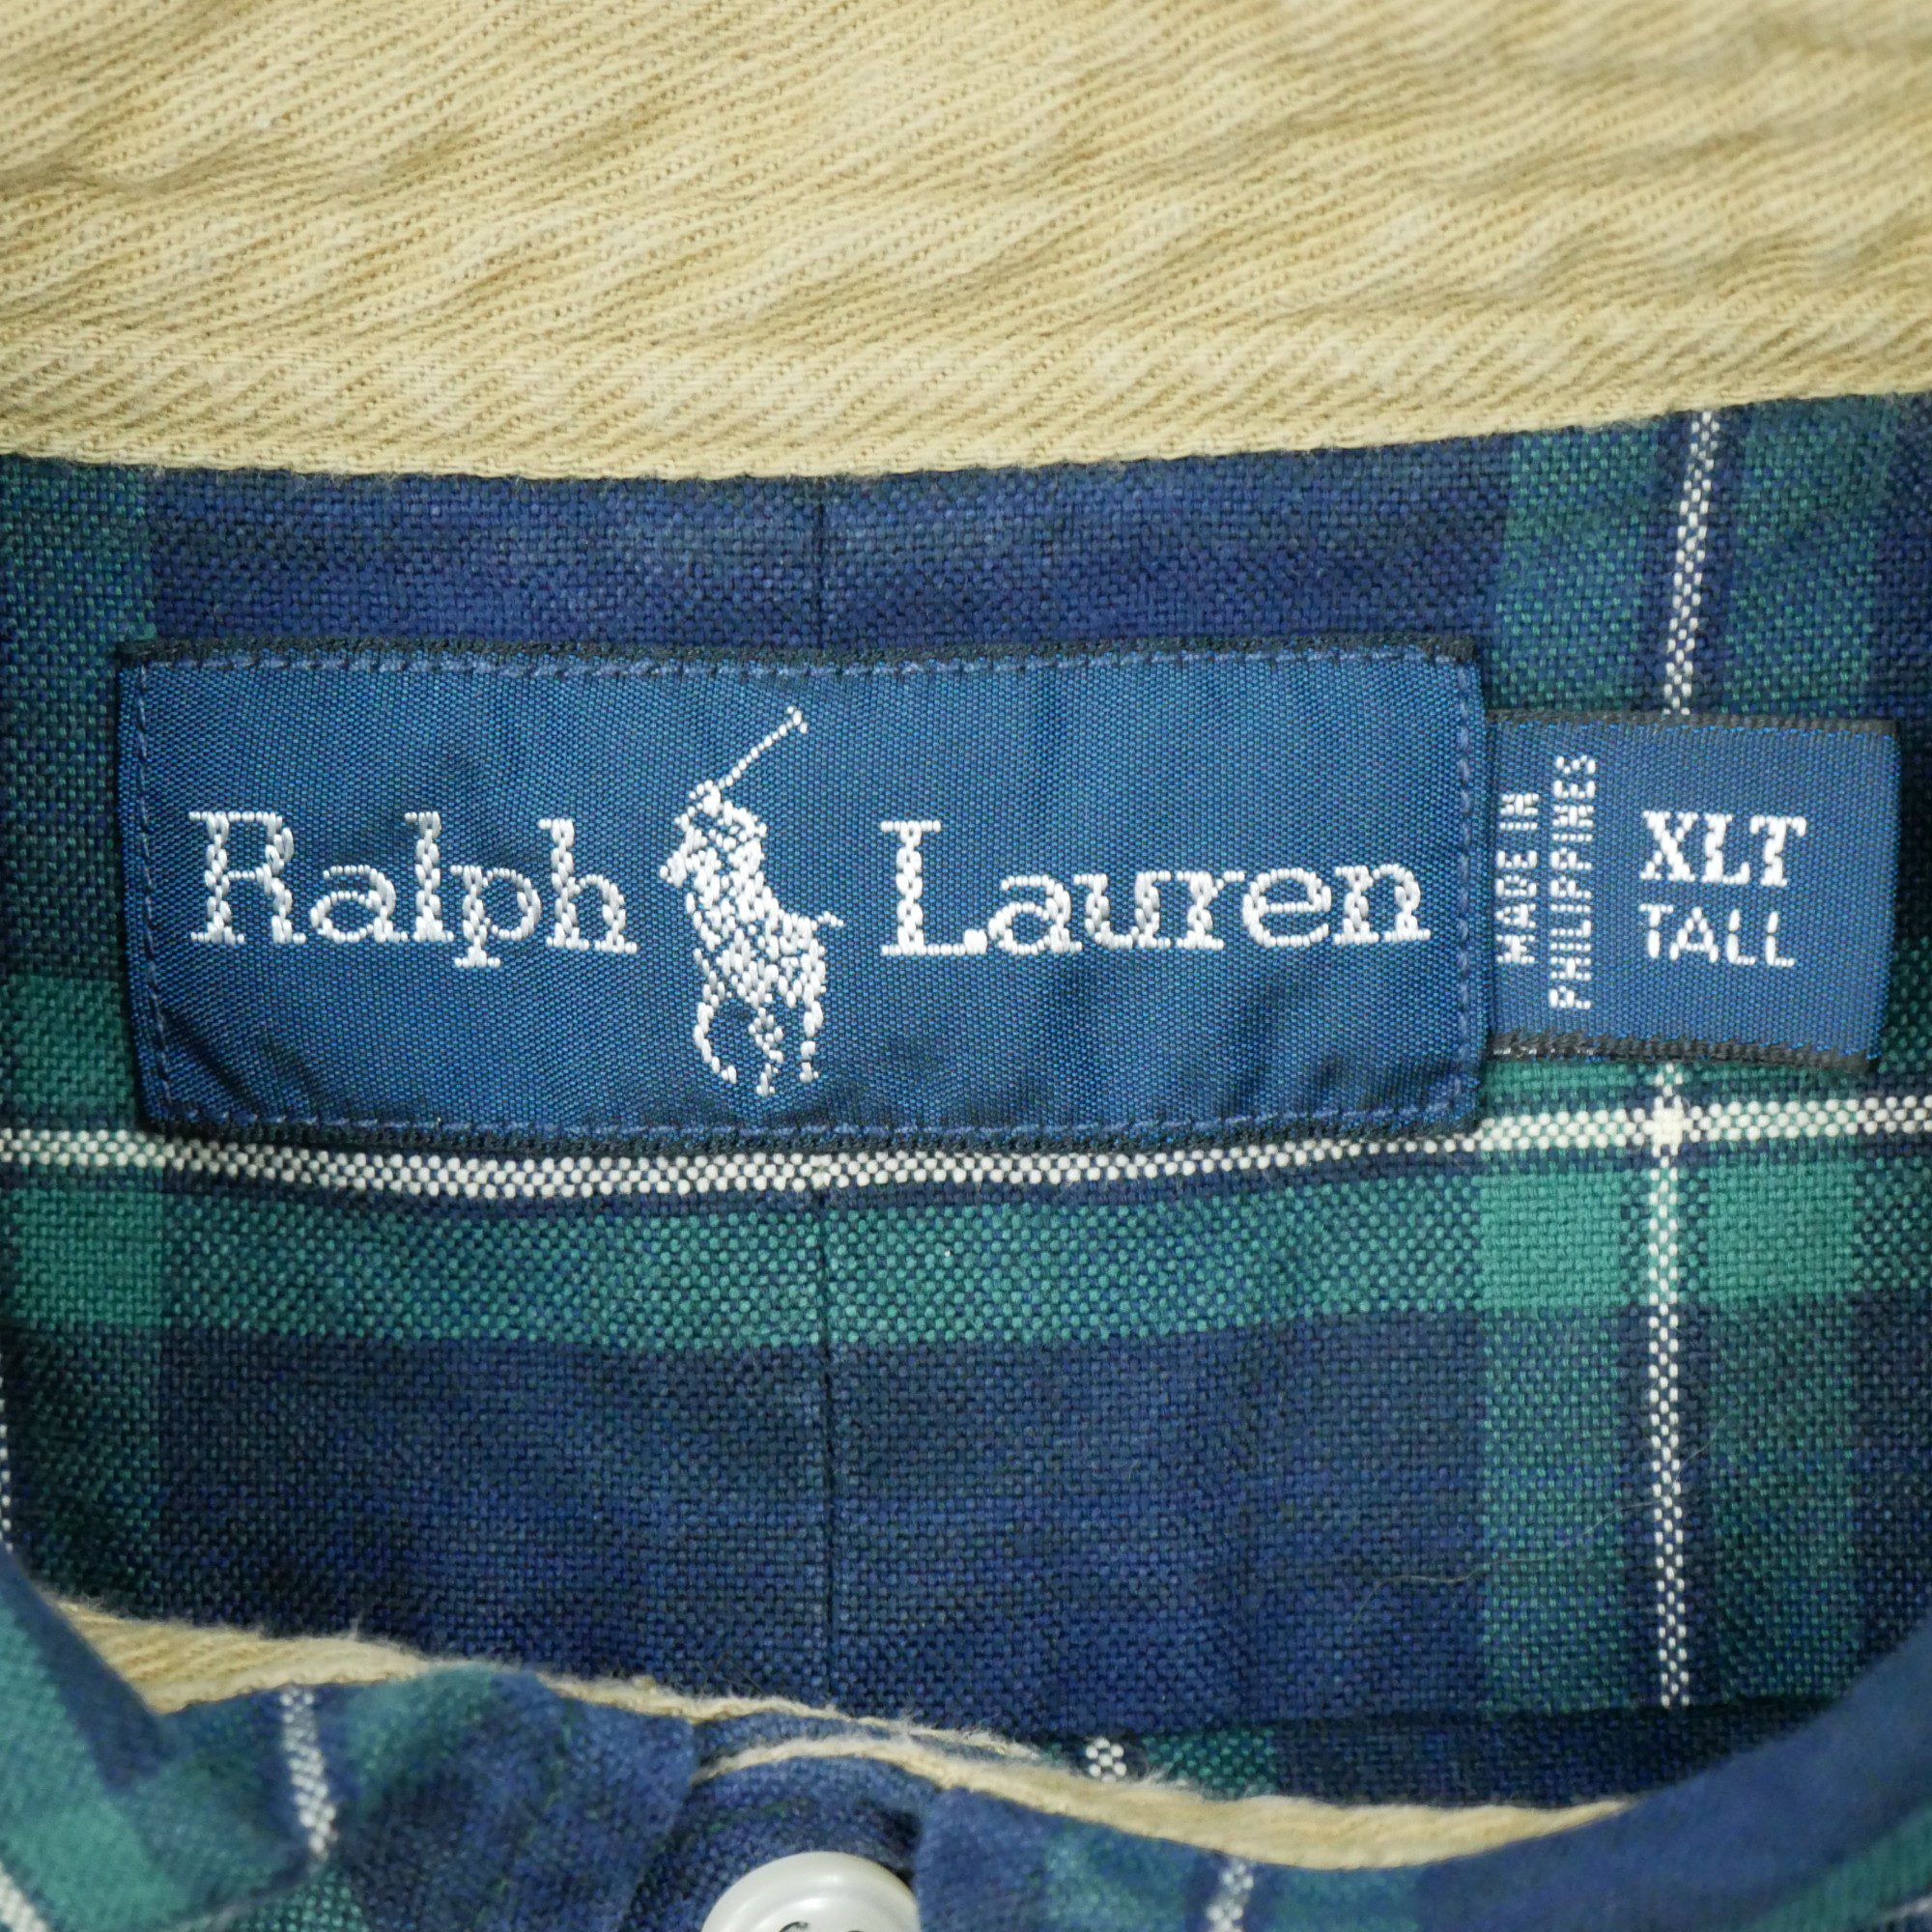 Ralph Lauren
MADE IN
PHILIPPINES
XLT
TALL